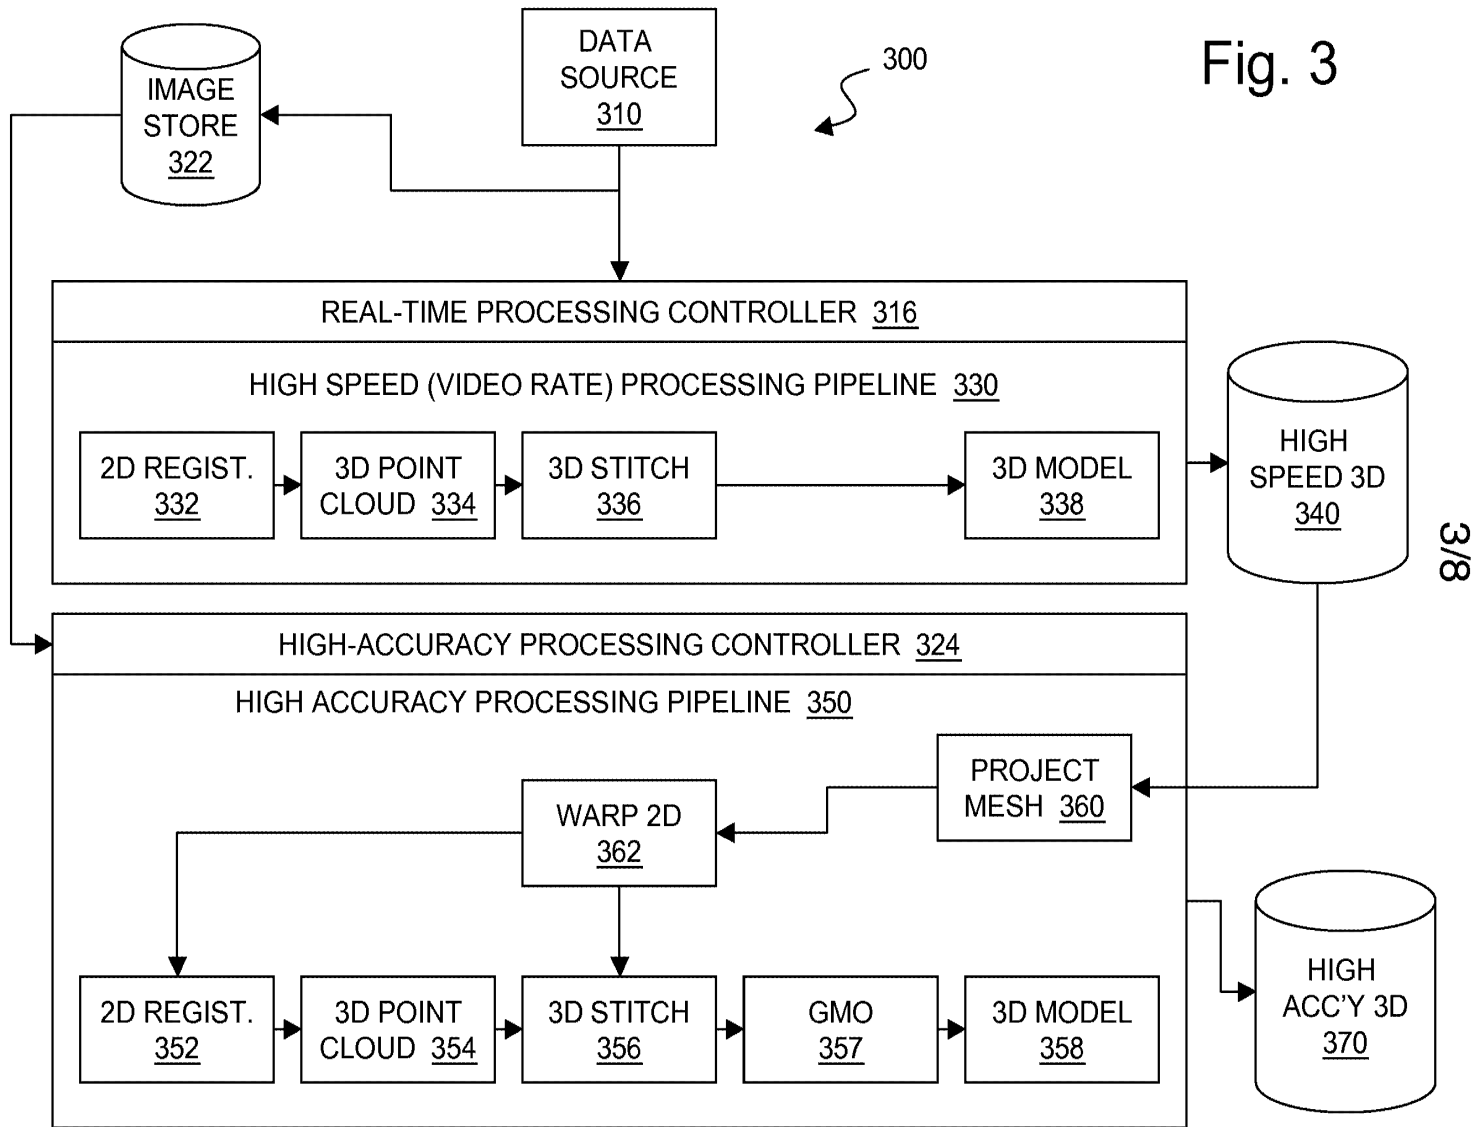 Fig. 3
300
DATA
SOURCE
310
IMAGE
STORE
322
REAL-TIME PROCESSING CONTROLLER 316
HIGH SPEED (VIDEO RATE) PROCESSING PIPELINE 330
2D REGIST.
332
3D POINT
CLOUD 334
3D STITCH
336
3D MODEL
338
HIGH
SPEED 3D
340
3/8
HIGH-ACCURACY PROCESSING CONTROLLER 324
HIGH ACCURACY PROCESSING PIPELINE 350
PROJECT
MESH 360
WARP 2D
362
2D REGIST.
352
3D POINT
CLOUD 354
3D STITCH
356
GMO
357
3D MODEL
358
HIGH
ACC'Y 3D
370